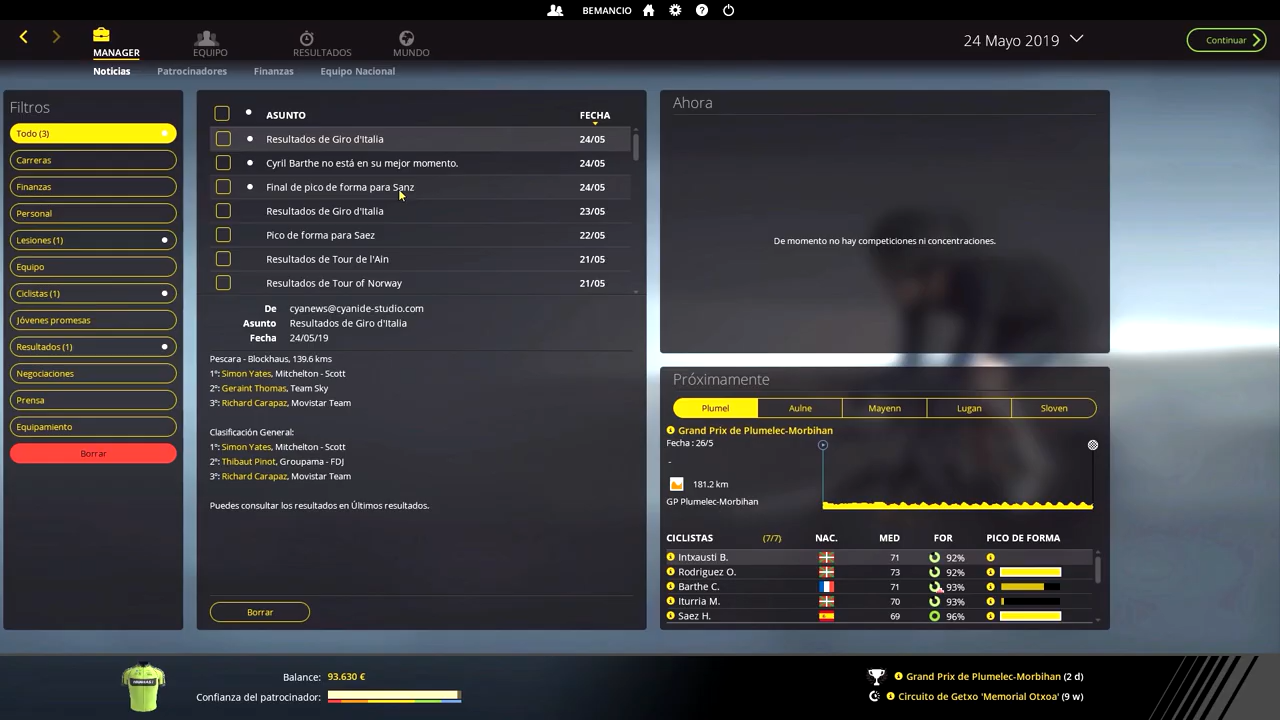 BEMANCIO
MANAGER
EQUIPO
RESULTADOS
MUNDO
24 Mayo 2019
Continuar
Noticias
Patrocinadores
Finanzas
Equipo Nacional
Filtros
Todo (3)
Carreras
Finanzas
Personal
Lesiones (1)
Equipo
Ciclistas (1)
Jóvenes promesas
Resultados (1)
Negociaciones
Prensa
Equipamiento
Borrar
ASUNTO FECHA
Resultados de Giro d'Italia 24/05
Cyril Barthe no está en su mejor momento. 24/05
Final de pico de forma para Sanz 24/05
Resultados de Giro d'Italia 23/05
Pico de forma para Saez 22/05
Resultados de Tour de l'Ain 21/05
Resultados de Tour of Norway 21/05
De cyanews@cyanide-studio.com
Asunto Resultados de Giro d'Italia
Fecha 24/05/19
Pescara - Blockhaus, 139.6 kms
1º: Simon Yates, Mitchelton - Scott
2º: Geraint Thomas, Team Sky
3º: Richard Carapaz, Movistar Team
Clasificación General:
1º: Simon Yates, Mitchelton - Scott
2º: Thibaut Pinot, Groupama - FDJ
3º: Richard Carapaz, Movistar Team
Puedes consultar los resultados en Últimos resultados.
Borrar
Ahora
De momento no hay competiciones ni concentraciones.
Próximamente
Plumel Aulne Mayenn Lugan Sloven
Grand Prix de Plumelec-Morbihan
Fecha : 26/5
-
181.2 km
GP Plumelec-Morbihan
CICLISTAS (7/7) NAC. MED FOR PICO DE FORMA
Intxausti B. 71 92%
Rodriguez O. 73 92%
Barthe C. 71 93%
Iturria M. 70 93%
Saez H. 69 96%
Balance: 93.630 €
Confianza del patrocinador:
Grand Prix de Plumelec-Morbihan (2 d)
Circuito de Getxo 'Memorial Otxoa' (9 w)